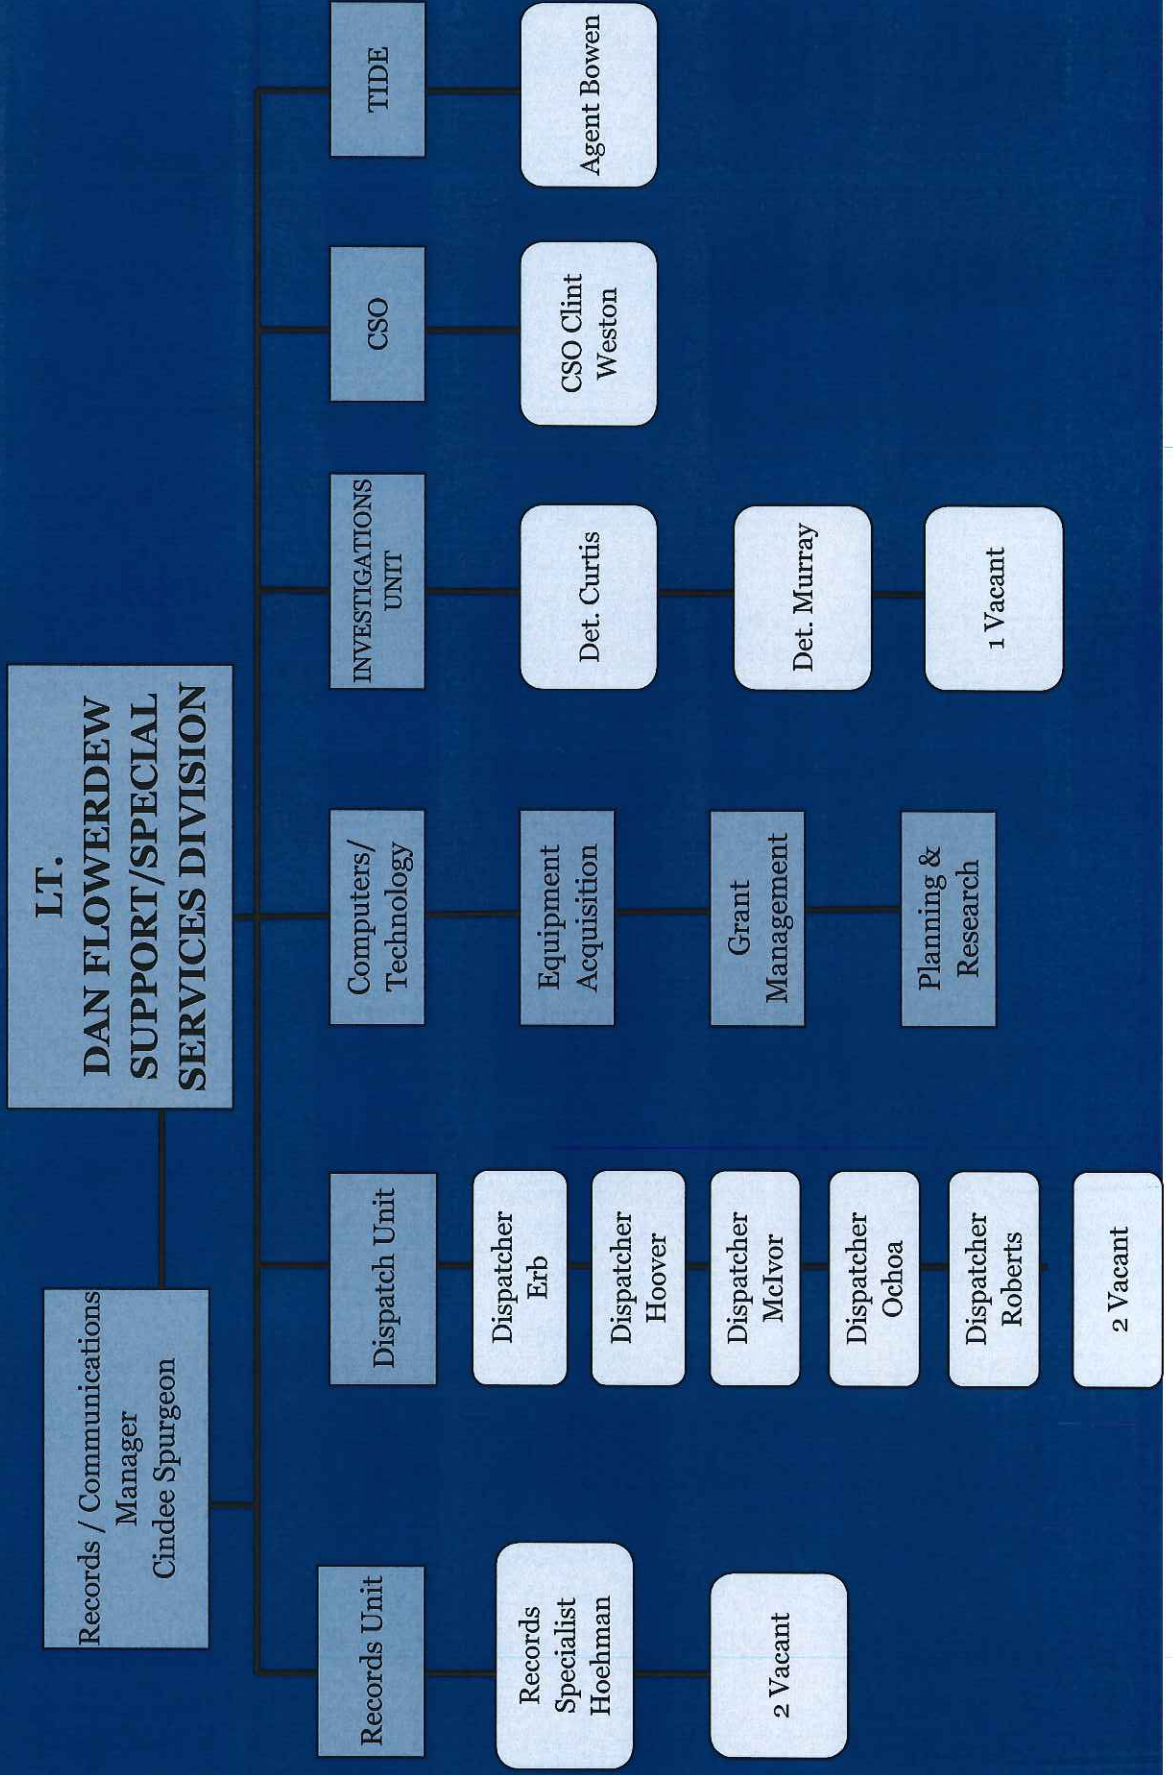 LT.
DAN FLOWERDEW
SUPPORT/SPECIAL
SERVICES DIVISION
Records / Communications
Manager
Cindee Spurgeon
Records Unit
Records
Specialist
Hoehman
2 Vacant
Dispatch Unit
Dispatcher
Erb
Dispatcher
Hoover
Dispatcher
McIvor
Dispatcher
Ochoa
Dispatcher
Roberts
2 Vacant
Computers/
Technology
Equipment
Acquisition
Grant
Management
Planning &
Research
INVESTIGATIONS
UNIT
Det. Curtis
Det. Murray
1 Vacant
CSO
CSO Clint
Weston
TIDE
Agent Bowen